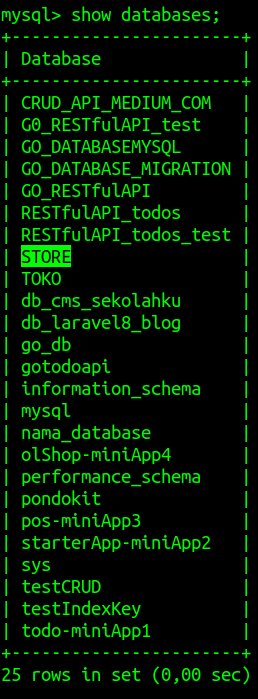 mysql> show databases;
+-----------------------+
| Database              |
+-----------------------+
| CRUD_API_MEDIUM_COM   |
| G0_RESTfulAPI_test    |
| GO_DATABASEMYSQL      |
| GO_DATABASE_MIGRATION |
| GO_RESTfulAPI         |
| RESTfulAPI_todos      |
| RESTfulAPI_todos_test |
| STORE                 |
| TOKO                  |
| db_cms_sekolahku      |
| db_laravel8_blog      |
| go_db                 |
| gotodoapi             |
| information_schema    |
| mysql                 |
| nama_database         |
| olShop-miniApp4       |
| performance_schema    |
| pondokit              |
| pos-miniApp3          |
| starterApp-miniApp2   |
| sys                   |
| testCRUD              |
| testIndexKey          |
| todo-miniApp1         |
+-----------------------+
25 rows in set (0,00 sec)